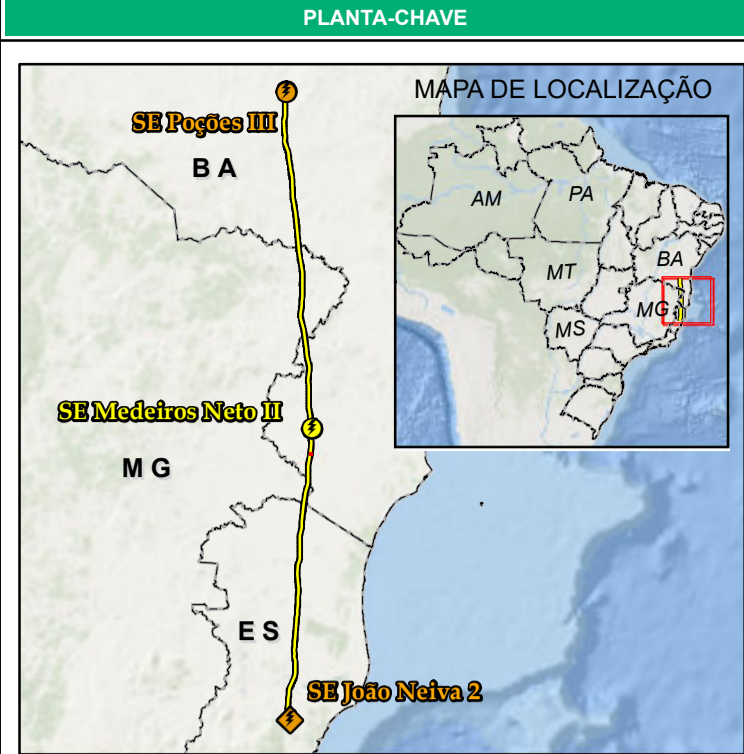 PLANTA-CHAVE
MAPA DE LOCALIZAÇÃO
SE Poções III
B A
AM
PA
BA
MT
MG
MS
SE Medeiros Neto II
M G
E S
SE João Neiva 2